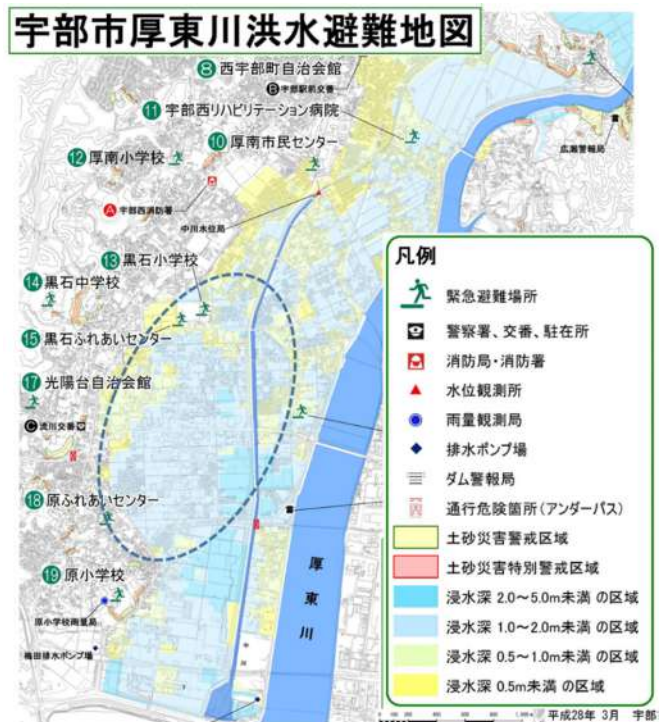 宇部市厚東川洪水避難地図
⑧ 西宇部町自治会館
Ⓑ 宇部駅前交番
⑪ 宇部西リハビリテーション病院
⑩ 厚南市民センター
広瀬警報局
⑫ 厚南小学校
Ⓐ 宇部西消防署
中川水位局
⑬ 黒石小学校
⑭ 黒石中学校
⑮ 黒石ふれあいセンター
⑰ 光陽台自治会館
Ⓒ 流川交番
⑱ 原ふれあいセンター
⑲ 原小学校
原小学校雨量局
梅田排水ポンプ場
厚東川
凡例
緊急避難場所
警察署、交番、駐在所
消防局・消防署
水位観測所
雨量観測局
排水ポンプ場
ダム警報局
通行危険箇所(アンダーパス)
土砂災害警戒区域
土砂災害特別警戒区域
浸水深 2.0~5.0m未満 の区域
浸水深 1.0~2.0m未満 の区域
浸水深 0.5~1.0m未満 の区域
浸水深 0.5m未満 の区域
平成28年 3月 宇部